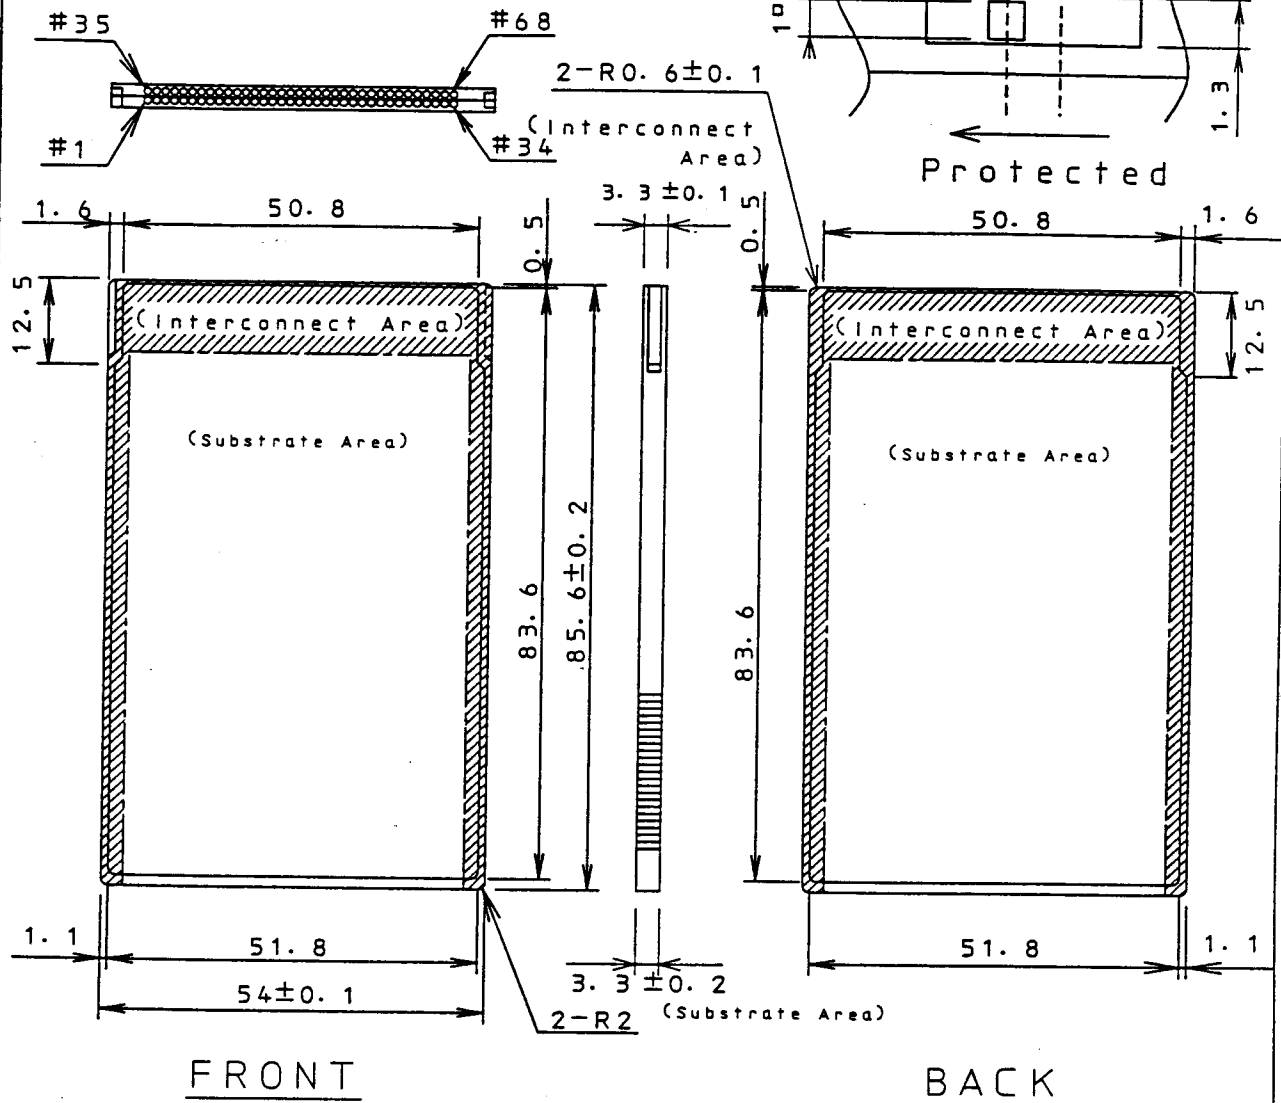 #35
#68
#1
#34
2-R0.6±0.1
(Interconnect
Area)
1.3
Protected
1.6
50.8
0.5
3.3±0.1
0.5
50.8
1.6
12.5
(Interconnect Area)
(Interconnect Area)
12.5
(Substrate Area)
(Substrate Area)
83.6
85.6±0.2
83.6
1.1
51.8
54±0.1
3.3±0.2
(Substrate Area)
2-R2
51.8
1.1
FRONT
BACK